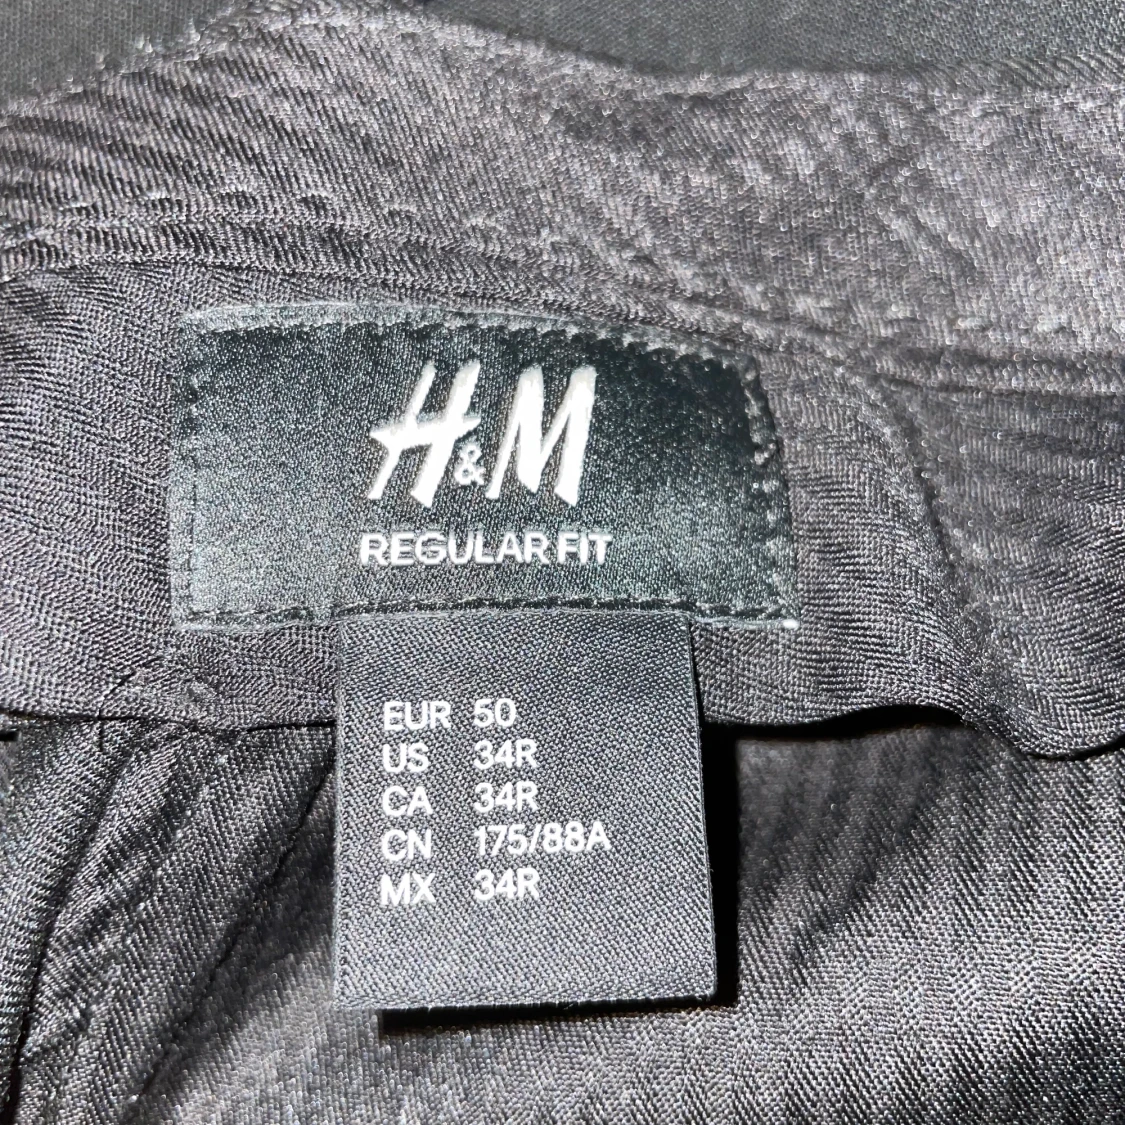 H&M
REGULAR FIT
EUR 50
US 34R
CA 34R
CN 175/88A
MX 34R